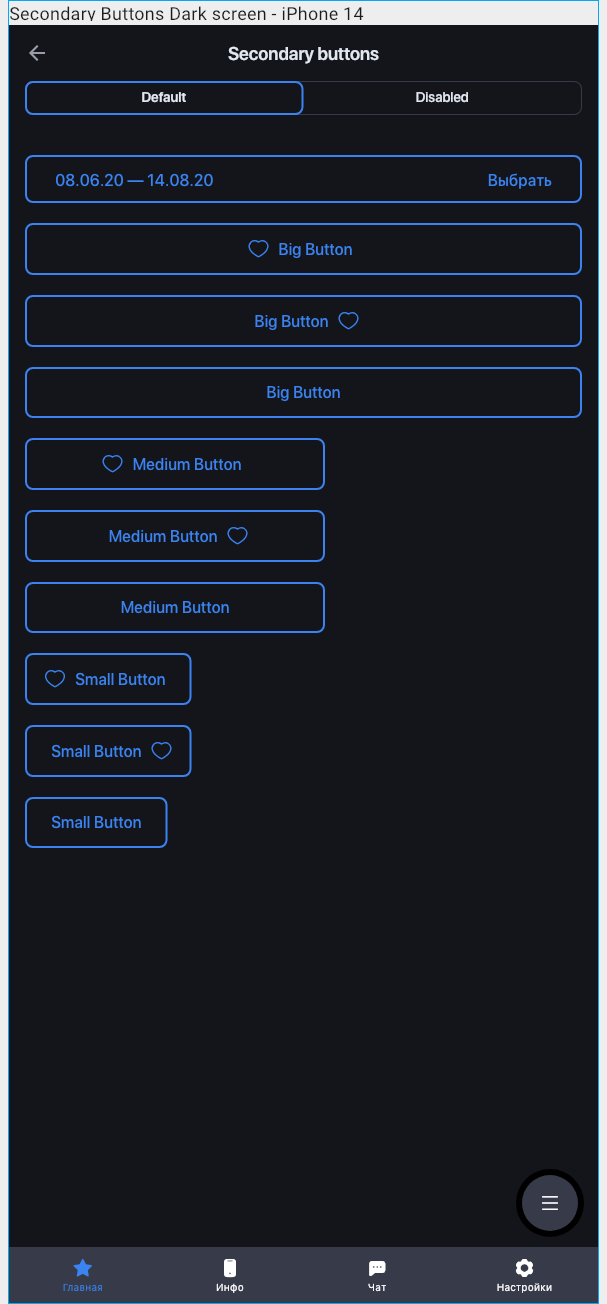 Secondary Buttons Dark screen - iPhone 14
Secondary buttons
Default Disabled
08.06.20 — 14.08.20 Выбрать
Big Button
Big Button
Big Button
Medium Button
Medium Button
Medium Button
Small Button
Small Button
Small Button
Главная Инфо Чат Настройки